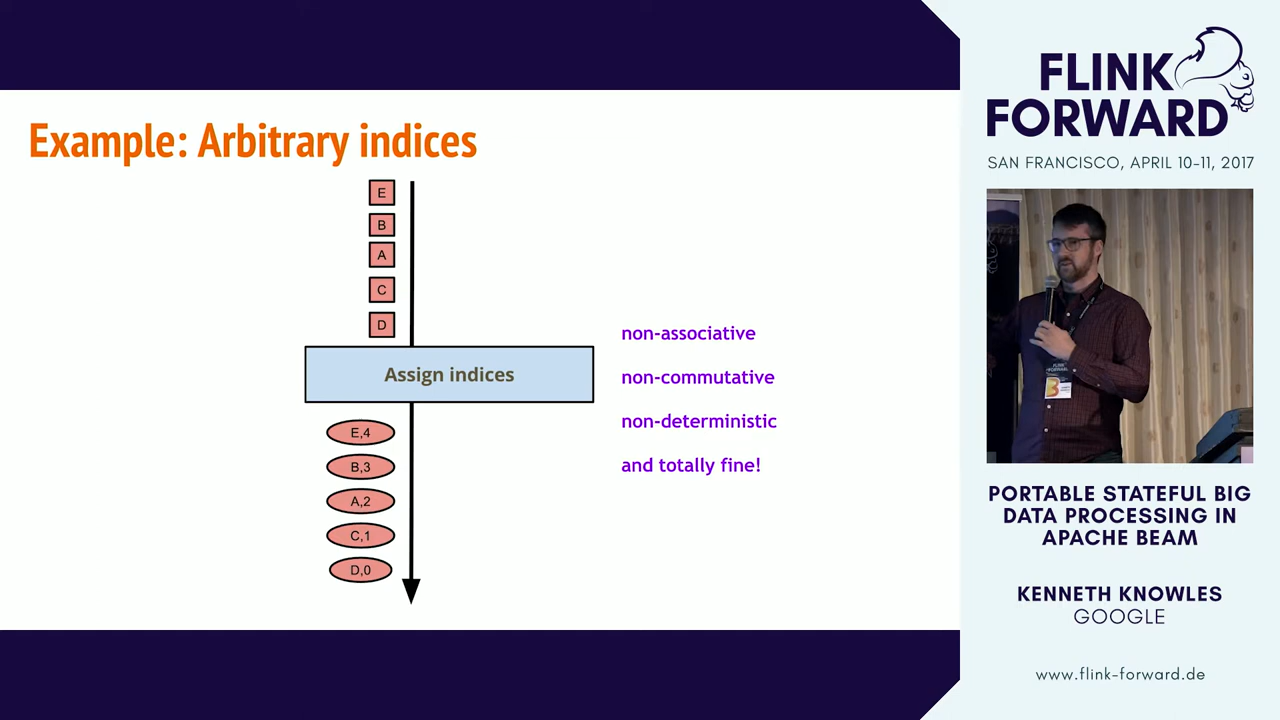 Example: Arbitrary indices
E
B
A
C
D
Assign indices
E,4
B,3
A,2
C,1
D,0
non-associative
non-commutative
non-deterministic
and totally fine!
FLINK
FORWARD
SAN FRANCISCO, APRIL 10-11, 2017
PORTABLE STATEFUL BIG
DATA PROCESSING IN
APACHE BEAM
KENNETH KNOWLES
GOOGLE
www.flink-forward.de